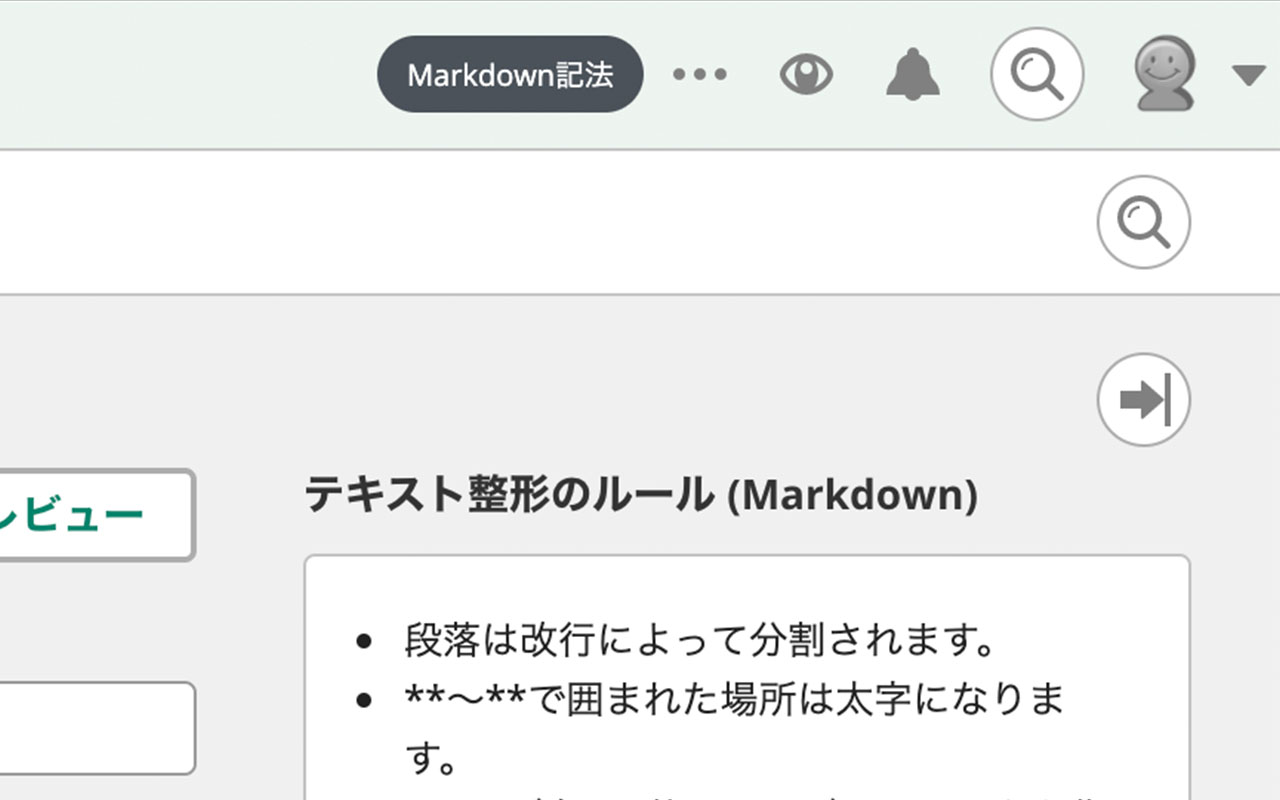 Markdown記法
レビュー
テキスト整形のルール (Markdown)
段落は改行によって分割されます。
**〜**で囲まれた場所は太字になりま
す。